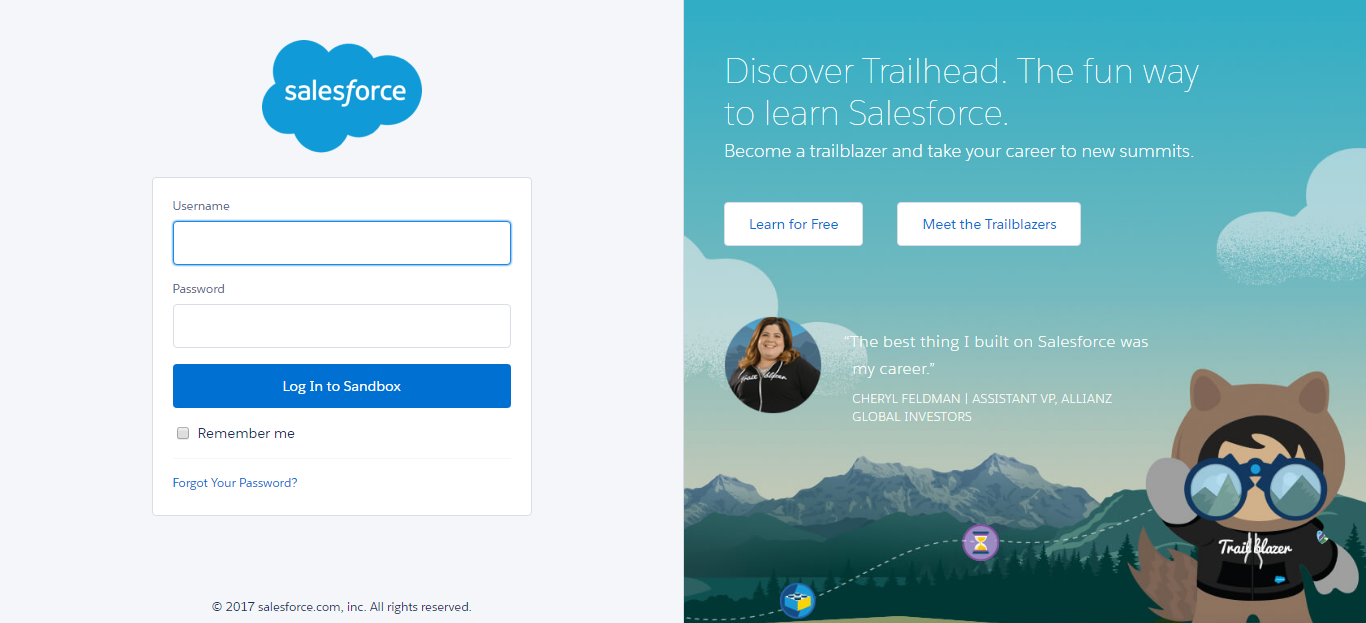 salesforce
Username
Password
Log In to Sandbox
Remember me
Forgot Your Password?
© 2017 salesforce.com, inc. All rights reserved.
Discover Trailhead. The fun way
to learn Salesforce.
Become a trailblazer and take your career to new summits.
Learn for Free
Meet the Trailblazers
“The best thing I built on Salesforce was
my career.”
CHERYL FELDMAN | ASSISTANT VP, ALLIANZ
GLOBAL INVESTORS
Trailblazer
Trailblazer